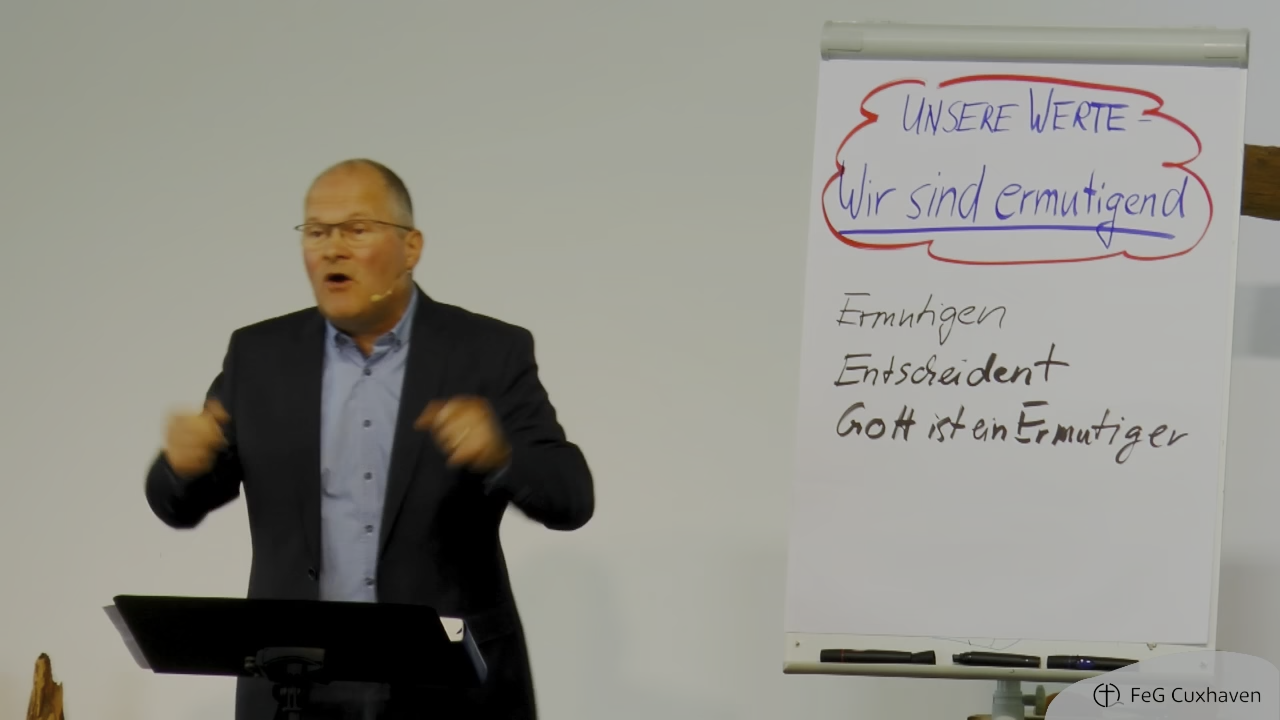 UNSERE WERTE -
Wir sind ermutigend
Ermutigen
Entscheident
Gott ist ein Ermutiger
FeG Cuxhaven